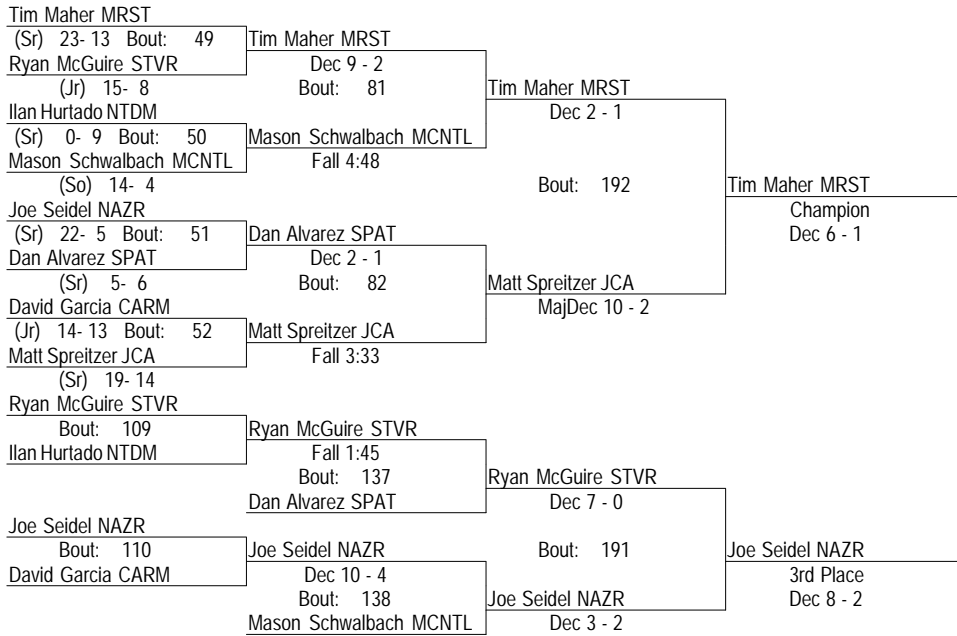 Tim Maher MRST
(Sr) 23- 13 Bout: 49 Tim Maher MRST
Ryan McGuire STVR Dec 9 - 2
(Jr) 15- 8 Bout: 81 Tim Maher MRST
Ilan Hurtado NTDM Dec 2 - 1
(Sr) 0- 9 Bout: 50 Mason Schwalbach MCNTL
Mason Schwalbach MCNTL Fall 4:48
(So) 14- 4 Bout: 192 Tim Maher MRST
Joe Seidel NAZR Champion
(Sr) 22- 5 Bout: 51 Dan Alvarez SPAT Dec 6 - 1
Dan Alvarez SPAT Dec 2 - 1
(Sr) 5- 6 Bout: 82 Matt Spreitzer JCA
David Garcia CARM MajDec 10 - 2
(Jr) 14- 13 Bout: 52 Matt Spreitzer JCA
Matt Spreitzer JCA Fall 3:33
(Sr) 19- 14
Ryan McGuire STVR
Bout: 109 Ryan McGuire STVR
Ilan Hurtado NTDM Fall 1:45
Bout: 137 Ryan McGuire STVR
Dan Alvarez SPAT Dec 7 - 0
Joe Seidel NAZR
Bout: 110 Joe Seidel NAZR Bout: 191 Joe Seidel NAZR
David Garcia CARM Dec 10 - 4 3rd Place
Bout: 138 Joe Seidel NAZR Dec 8 - 2
Mason Schwalbach MCNTL Dec 3 - 2